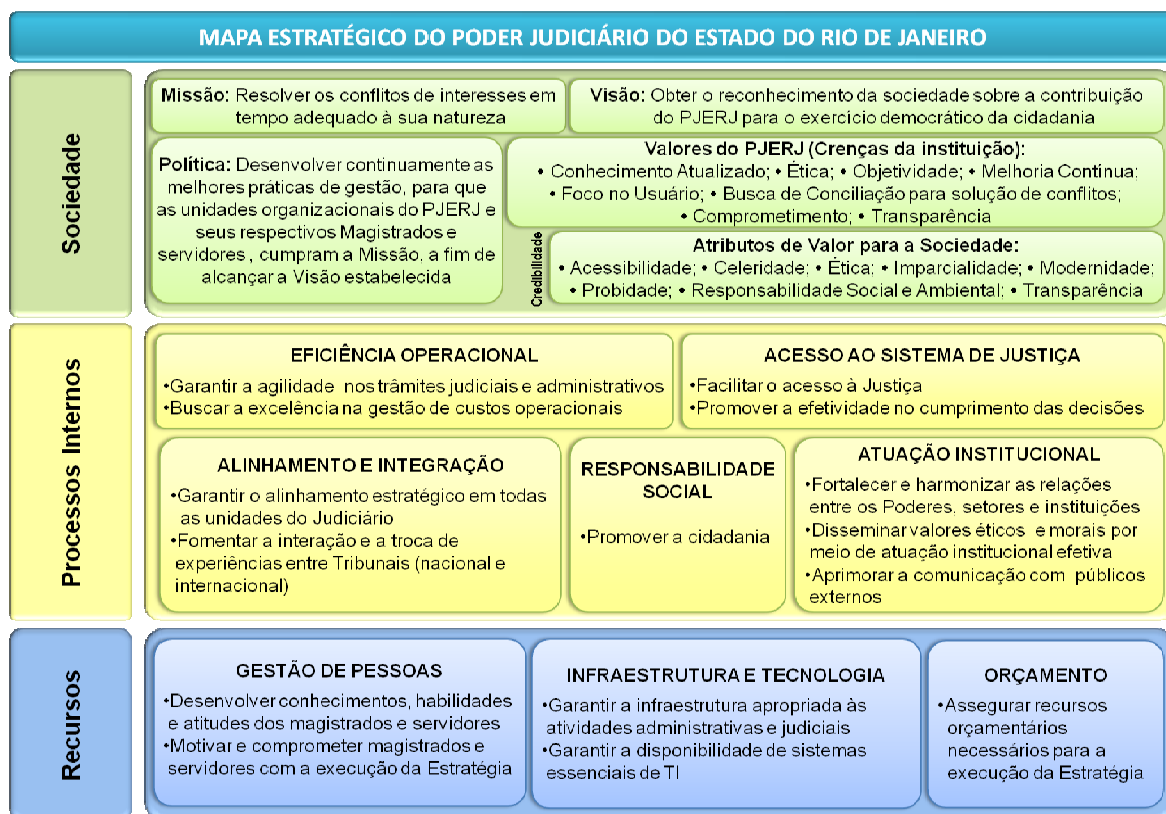 MAPA ESTRATÉGICO DO PODER JUDICIÁRIO DO ESTADO DO RIO DE JANEIRO
Sociedade
Missão: Resolver os conflitos de interesses em
tempo adequado à sua natureza
Visão: Obter o reconhecimento da sociedade sobre a contribuição
do PJERJ para o exercício democrático da cidadania
Política: Desenvolver continuamente as
melhores práticas de gestão, para que
as unidades organizacionais do PJERJ e
seus respectivos Magistrados e
servidores , cumpram a Missão, a fim de
alcançar a Visão estabelecida
Valores do PJERJ (Crenças da instituição):
• Conhecimento Atualizado; • Ética; • Objetividade; • Melhoria Continua;
• Foco no Usuário; • Busca de Conciliação para solução de conflitos;
• Comprometimento; • Transparência
Credibilidade
Atributos de Valor para a Sociedade:
• Acessibilidade; • Celeridade; • Ética; • Imparcialidade; • Modernidade;
• Probidade; • Responsabilidade Social e Ambiental; • Transparência
Processos Internos
EFICIÊNCIA OPERACIONAL
•Garantir a agilidade nos trâmites judiciais e administrativos
•Buscar a excelência na gestão de custos operacionais
ACESSO AO SISTEMA DE JUSTIÇA
•Facilitar o acesso à Justiça
•Promover a efetividade no cumprimento das decisões
ALINHAMENTO E INTEGRAÇÃO
•Garantir o alinhamento estratégico em todas
as unidades do Judiciário
•Fomentar a interação e a troca de
experiências entre Tribunais (nacional e
internacional)
RESPONSABILIDADE
SOCIAL
•Promover a cidadania
ATUAÇÃO INSTITUCIONAL
•Fortalecer e harmonizar as relações
entre os Poderes, setores e instituições
•Disseminar valores éticos e morais por
meio de atuação institucional efetiva
•Aprimorar a comunicação com públicos
externos
Recursos
GESTÃO DE PESSOAS
•Desenvolver conhecimentos, habilidades
e atitudes dos magistrados e servidores
•Motivar e comprometer magistrados e
servidores com a execução da Estratégia
INFRAESTRUTURA E TECNOLOGIA
•Garantir a infraestrutura apropriada às
atividades administrativas e judiciais
•Garantir a disponibilidade de sistemas
essenciais de TI
ORÇAMENTO
•Assegurar recursos
orçamentários
necessários para a
execução da Estratégia